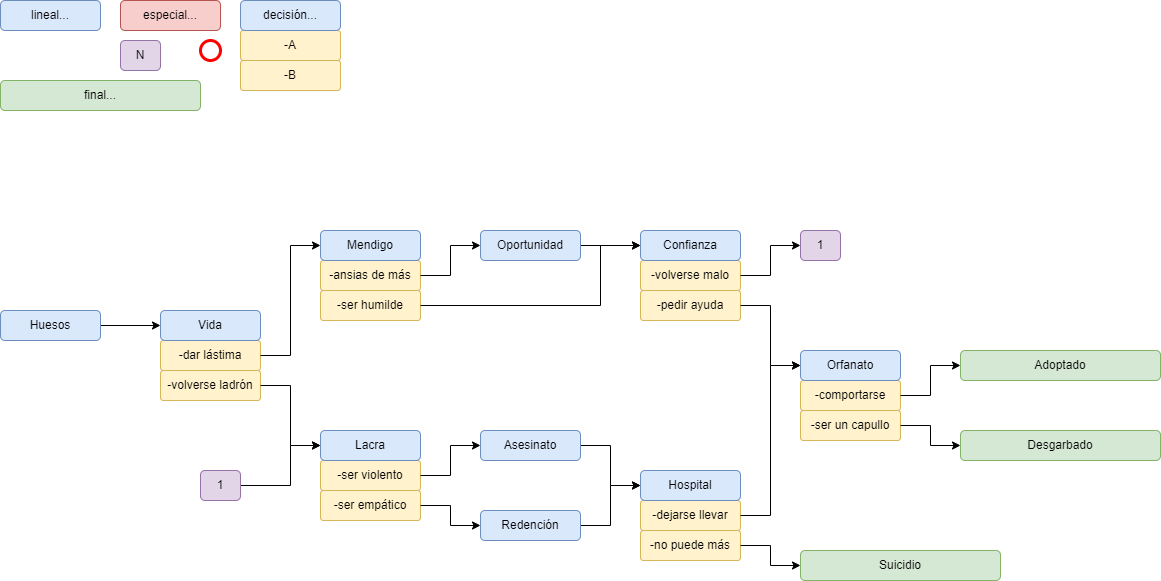 lineal...
especial...
decisión...
N
-A
-B
final...
Huesos
Vida
-dar lástima
-volverse ladrón
Mendigo
-ansias de más
-ser humilde
Oportunidad
Confianza
-volverse malo
-pedir ayuda
1
Lacra
-ser violento
-ser empático
1
Asesinato
Redención
Hospital
-dejarse llevar
-no puede más
Orfanato
-comportarse
-ser un capullo
Adoptado
Desgarbado
Suicidio